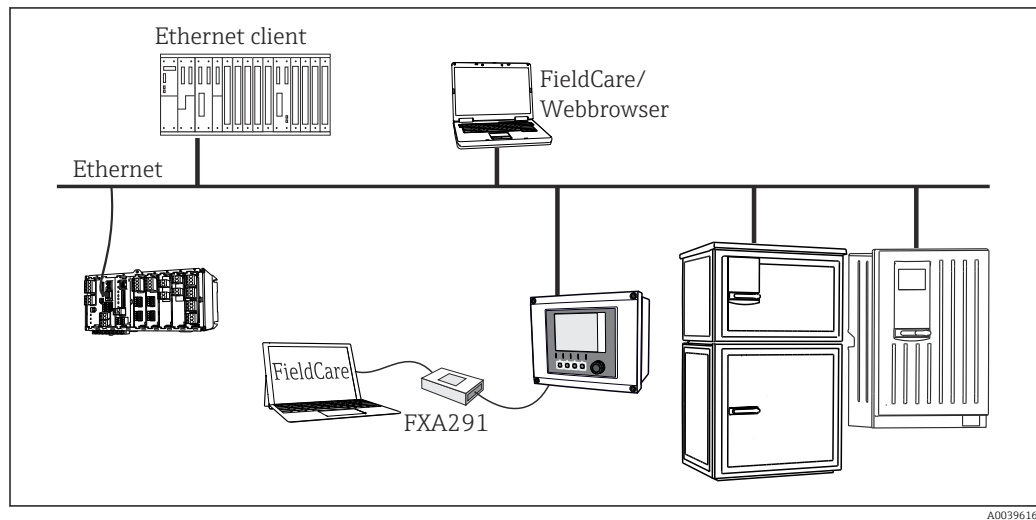 Ethernet client
FieldCare/
Webbrowser
Ethernet
FieldCare
FXA291
A0039616